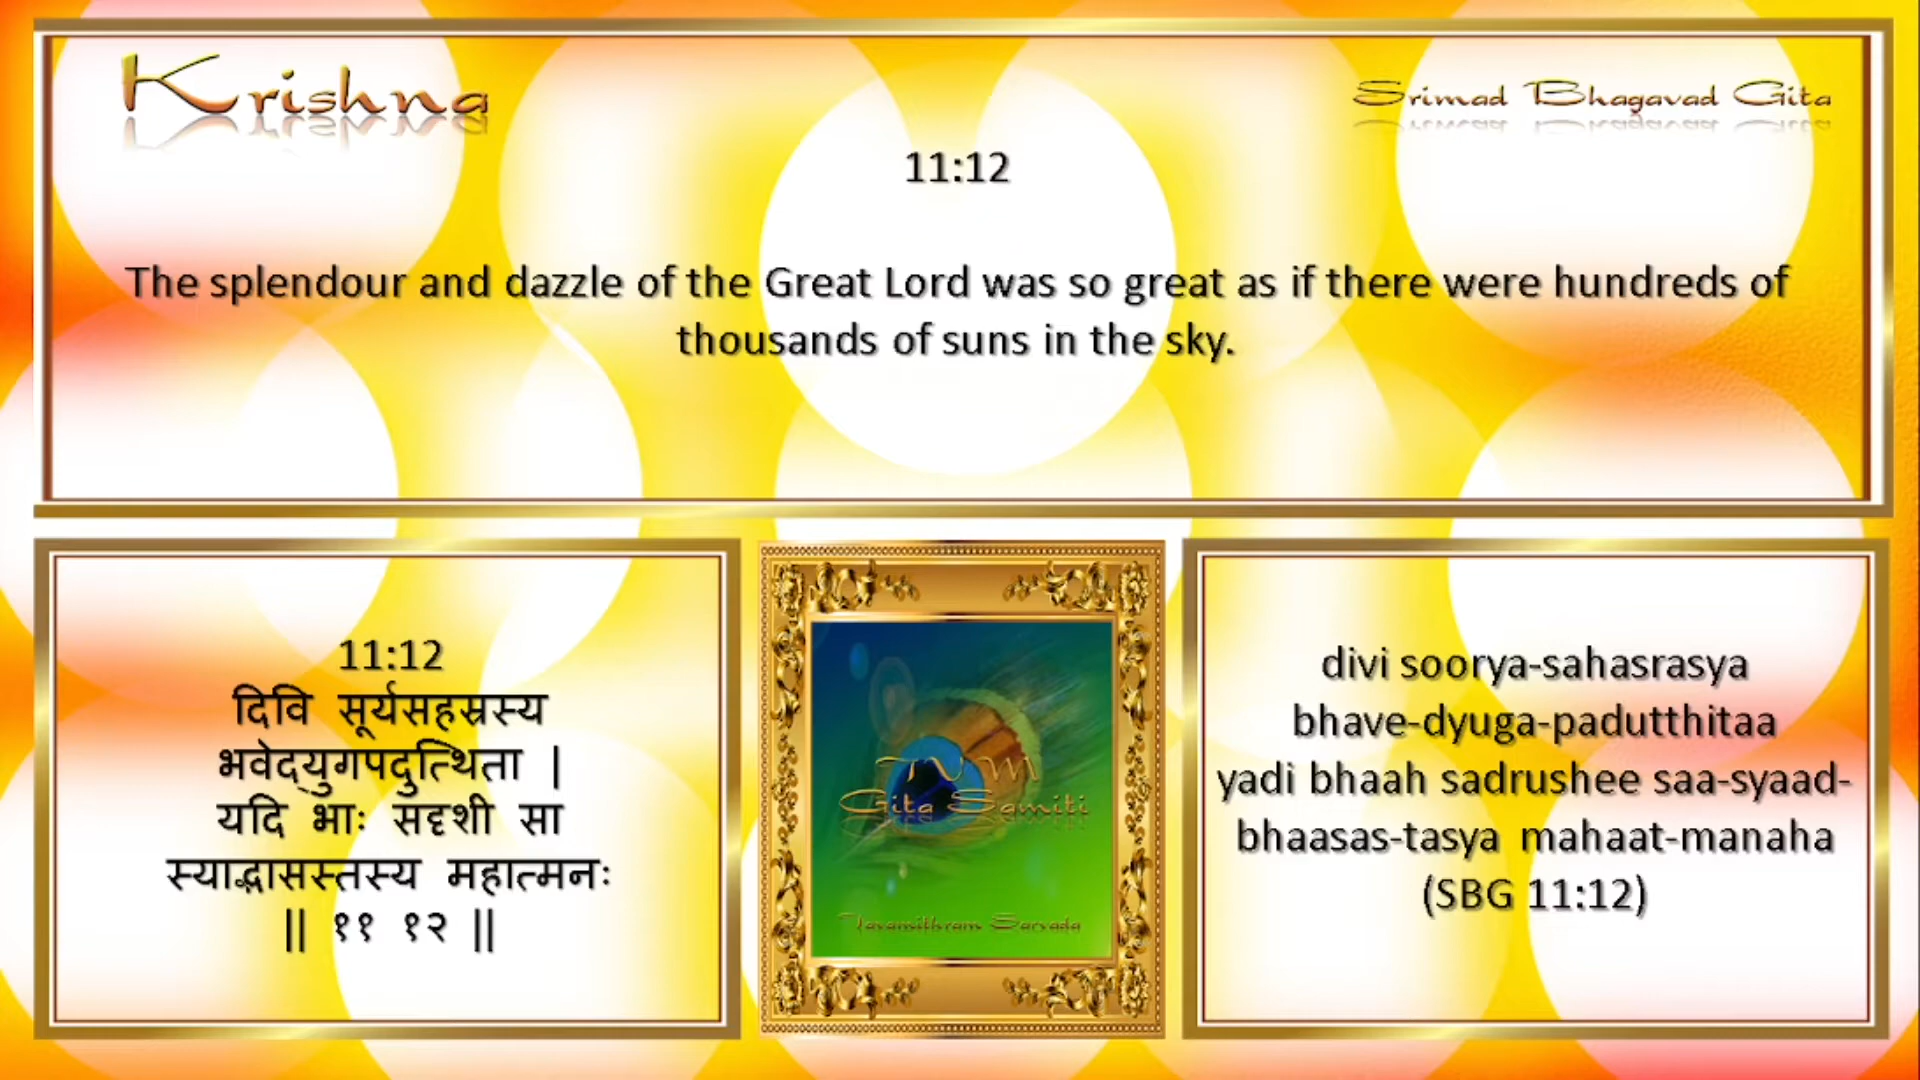 Krishna
Srimad Bhagavad Gita
11:12
The splendour and dazzle of the Great Lord was so great as if there were hundreds of
thousands of suns in the sky.
11:12
दिवि सूर्यसहस्रस्य
भवेद्युगपदुत्थिता |
यदि भाः सदृशी सा
स्याद्भासस्तस्य महात्मनः
|| ११ १२ ||
TVM
Gita Samiti
Tavamithram Sarvada
divi soorya-sahasrasya
bhave-dyuga-padutthitaa
yadi bhaah sadrushee saa-syaad-
bhaasas-tasya mahaat-manaha
(SBG 11:12)